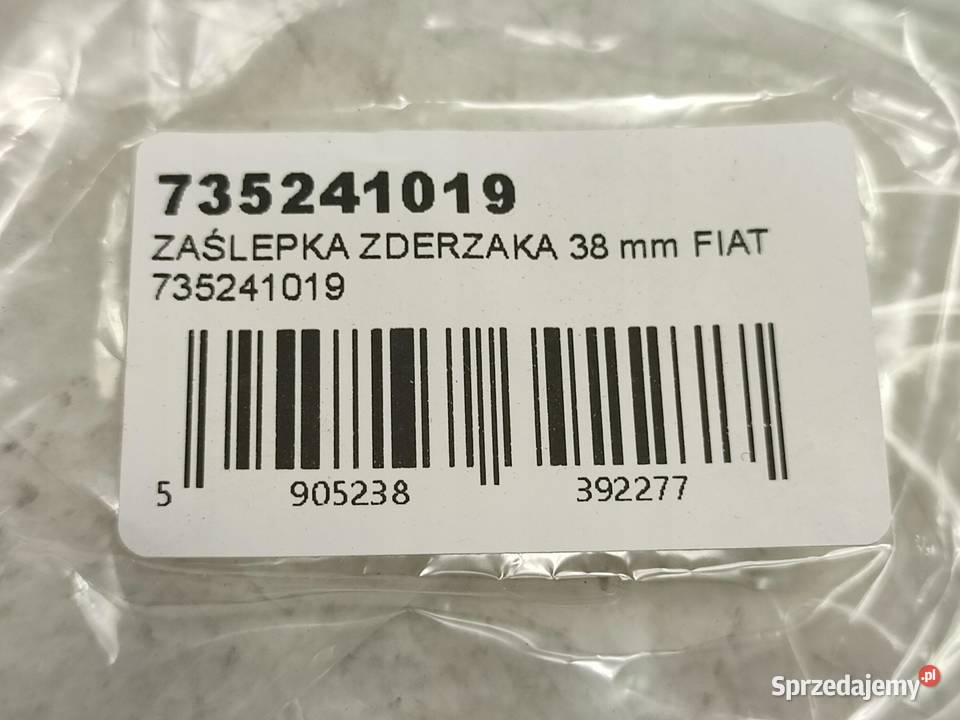 735241019
ZAŚLEPKA ZDERZAKA 38 mm FIAT
735241019
5 905238 392277
Sprzedajemy.pl